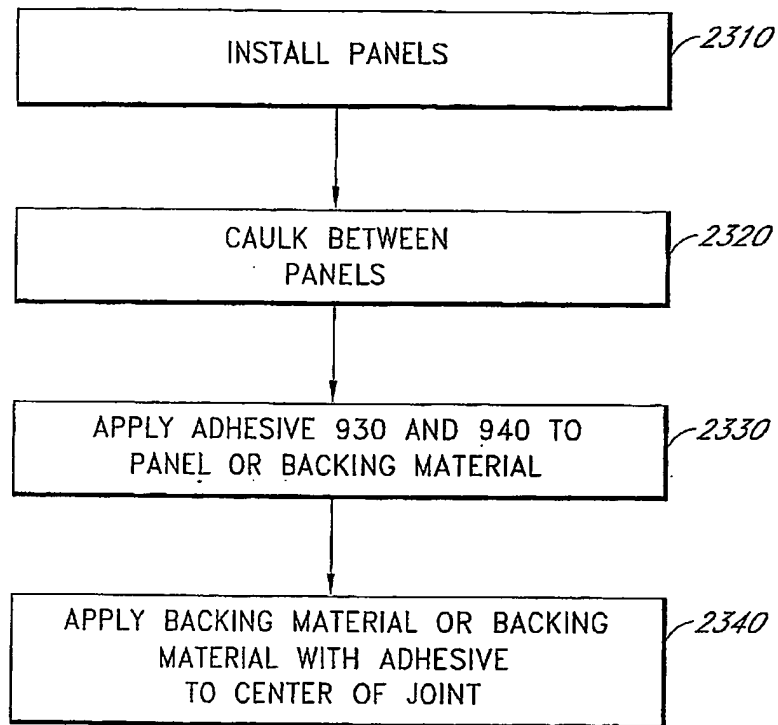 INSTALL PANELS
2310
CAULK BETWEEN
PANELS
2320
APPLY ADHESIVE 930 AND 940 TO
PANEL OR BACKING MATERIAL
2330
APPLY BACKING MATERIAL OR BACKING
MATERIAL WITH ADHESIVE
TO CENTER OF JOINT
2340